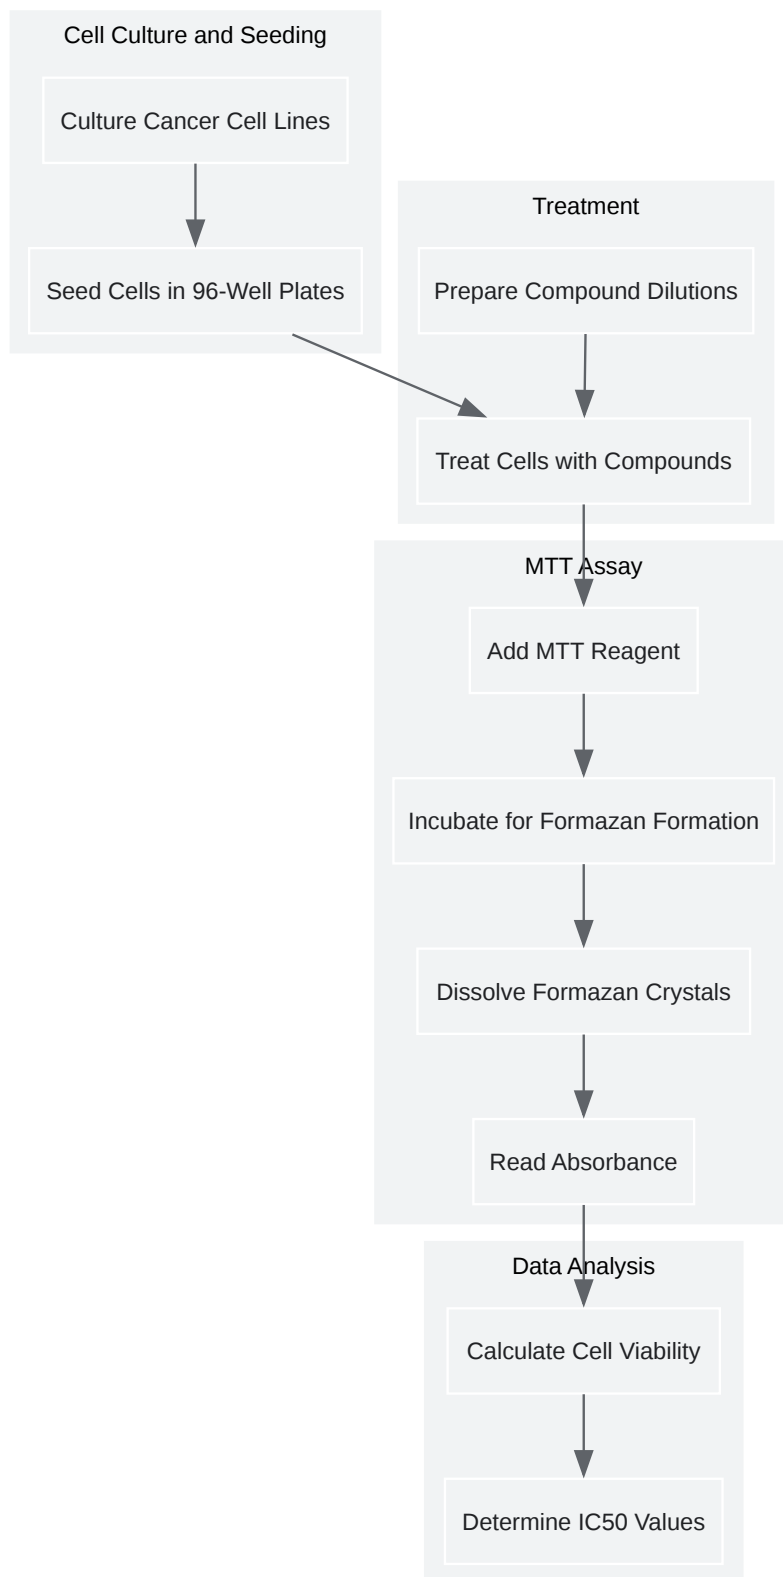 Cell Culture and Seeding
Culture Cancer Cell Lines
Seed Cells in 96-Well Plates
Treatment
Prepare Compound Dilutions
Treat Cells with Compounds
MTT Assay
Add MTT Reagent
Incubate for Formazan Formation
Dissolve Formazan Crystals
Read Absorbance
Data Analysis
Calculate Cell Viability
Determine IC50 Values